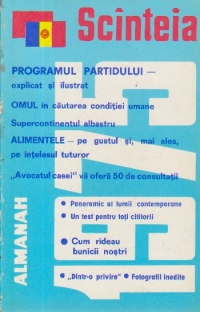 Scînteia
PROGRAMUL PARTIDULUI —
explicat și ilustrat
OMUL în căutarea condiției umane
Supercontinentul albastru
ALIMENTELE — pe gustul și, mai ales,
pe înțelesul tuturor
„Avocatul casei” vă oferă 50 de consultații
• Panoramic al lumii contemporane
• Un test pentru toți cititorii
• Cum rîdeau
bunicii noștri
• „Dintr-o privire” • Fotografii inedite
ALMANAH
1975